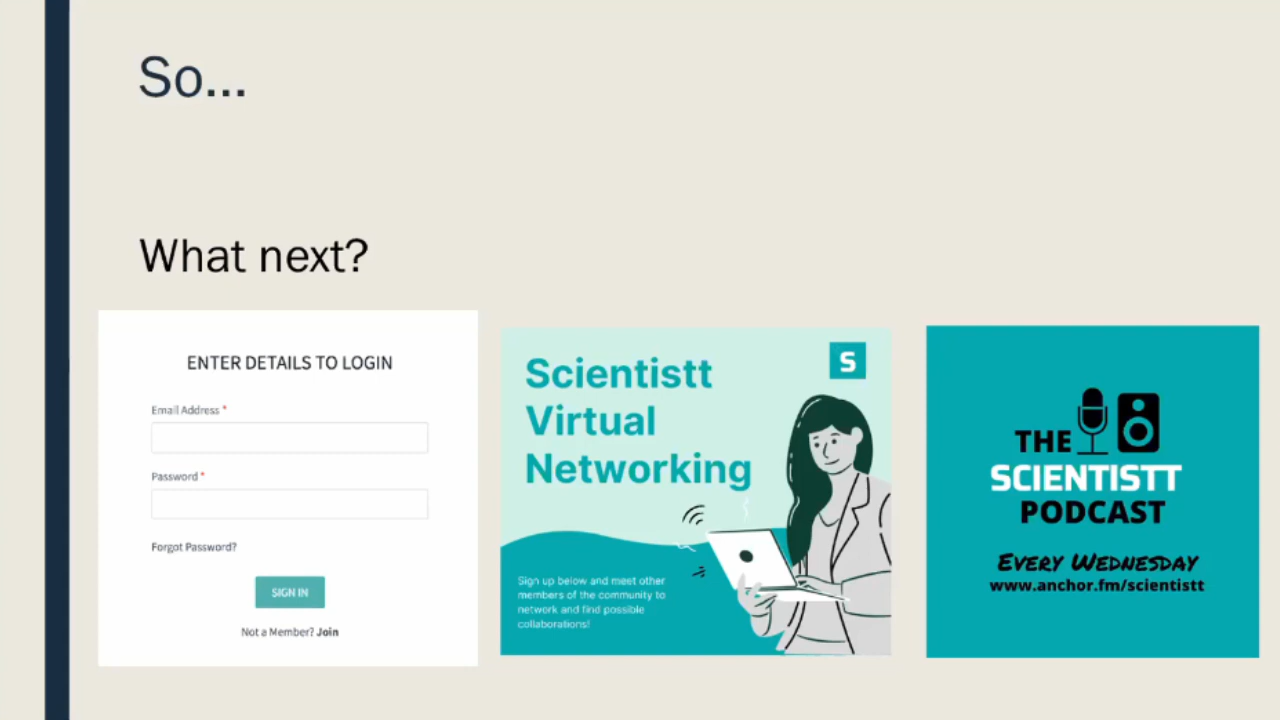 So...
What next?
ENTER DETAILS TO LOGIN
Email Address *
Password *
Forgot Password?
SIGN IN
Not a Member? Join
Scientistt
Virtual
Networking
S
Sign up below and meet other
members of the community to
network and find possible
collaborations!
THE
SCIENTISTT
PODCAST
EVERY WEDNESDAY
www.anchor.fm/scientistt